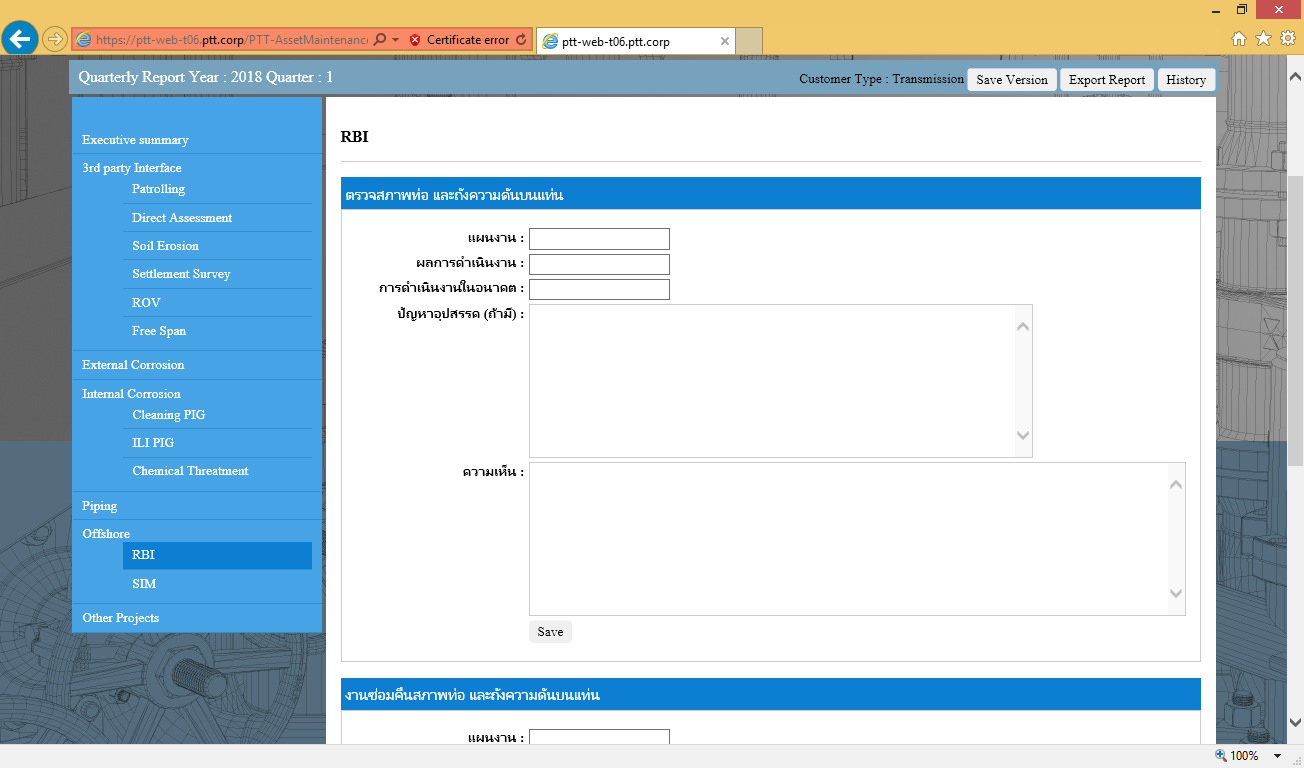 https://ptt-web-t06.ptt.corp/PTT-AssetMaintenanc
Certificate error
ptt-web-t06.ptt.corp
Quarterly Report Year : 2018 Quarter : 1
Customer Type : Transmission
Save Version
Export Report
History
Executive summary
3rd party Interface
Patrolling
Direct Assessment
Soil Erosion
Settlement Survey
ROV
Free Span
External Corrosion
Internal Corrosion
Cleaning PIG
ILI PIG
Chemical Threatment
Piping
Offshore
RBI
SIM
Other Projects
RBI
ตรวจสภาพท่อ และถังความดันบนแท่น
แผนงาน :
ผลการดำเนินงาน :
การดำเนินงานในอนาคต :
ปัญหาอุปสรรค (ถ้ามี) :
ความเห็น :
Save
งานซ่อมคืนสภาพท่อ และถังความดันบนแท่น
แผนงาน :
100%